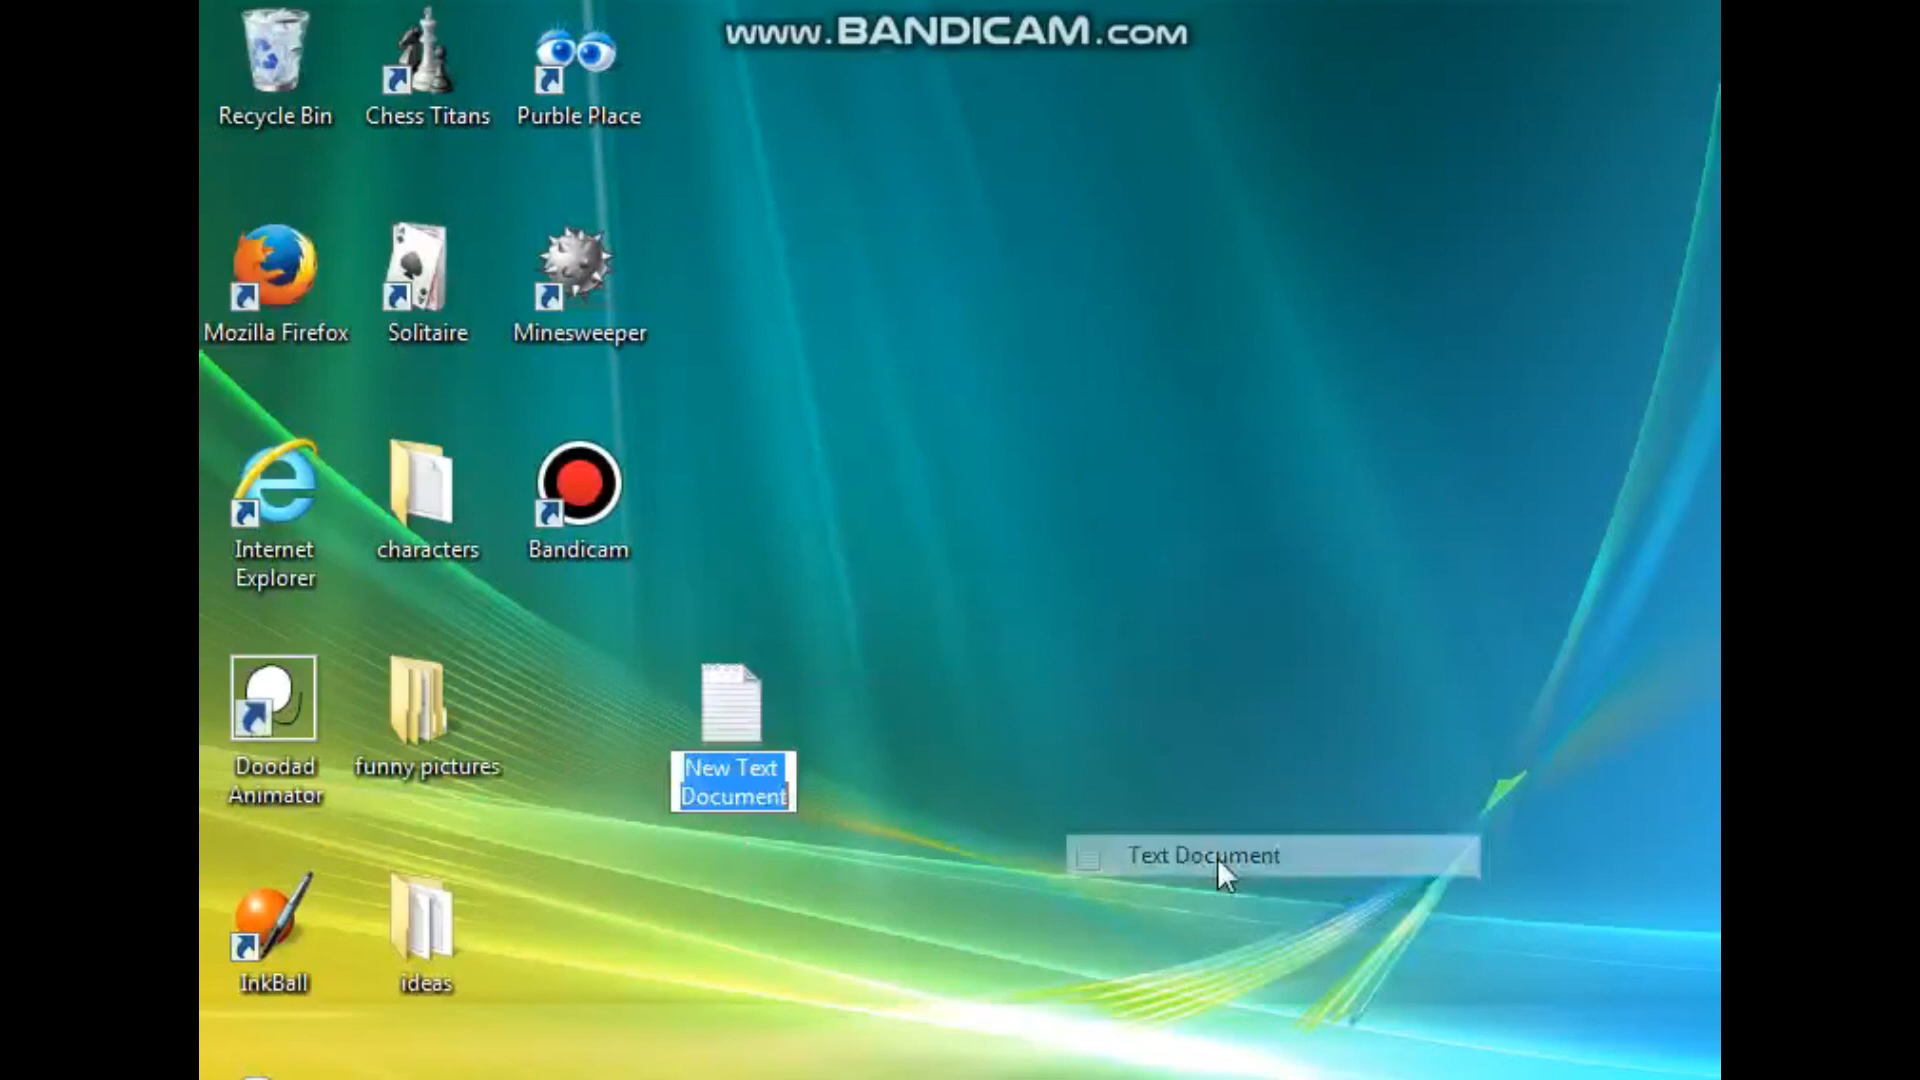 www.BANDICAM.com
Recycle Bin
Chess Titans
Purble Place
Mozilla Firefox
Solitaire
Minesweeper
Internet
Explorer
characters
Bandicam
Doodad
Animator
funny pictures
New Text
Document
Text Document
InkBall
ideas